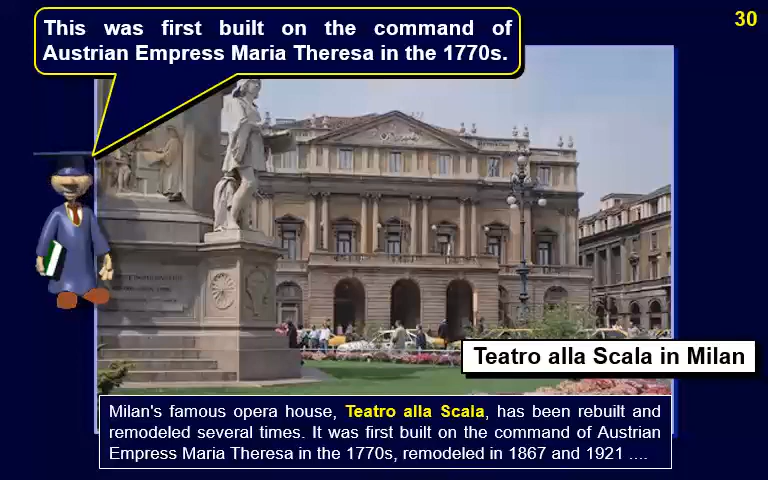 30
This was first built on the command of
Austrian Empress Maria Theresa in the 1770s.
Teatro alla Scala in Milan
Milan's famous opera house, Teatro alla Scala, has been rebuilt and
remodeled several times. It was first built on the command of Austrian
Empress Maria Theresa in the 1770s, remodeled in 1867 and 1921 ....